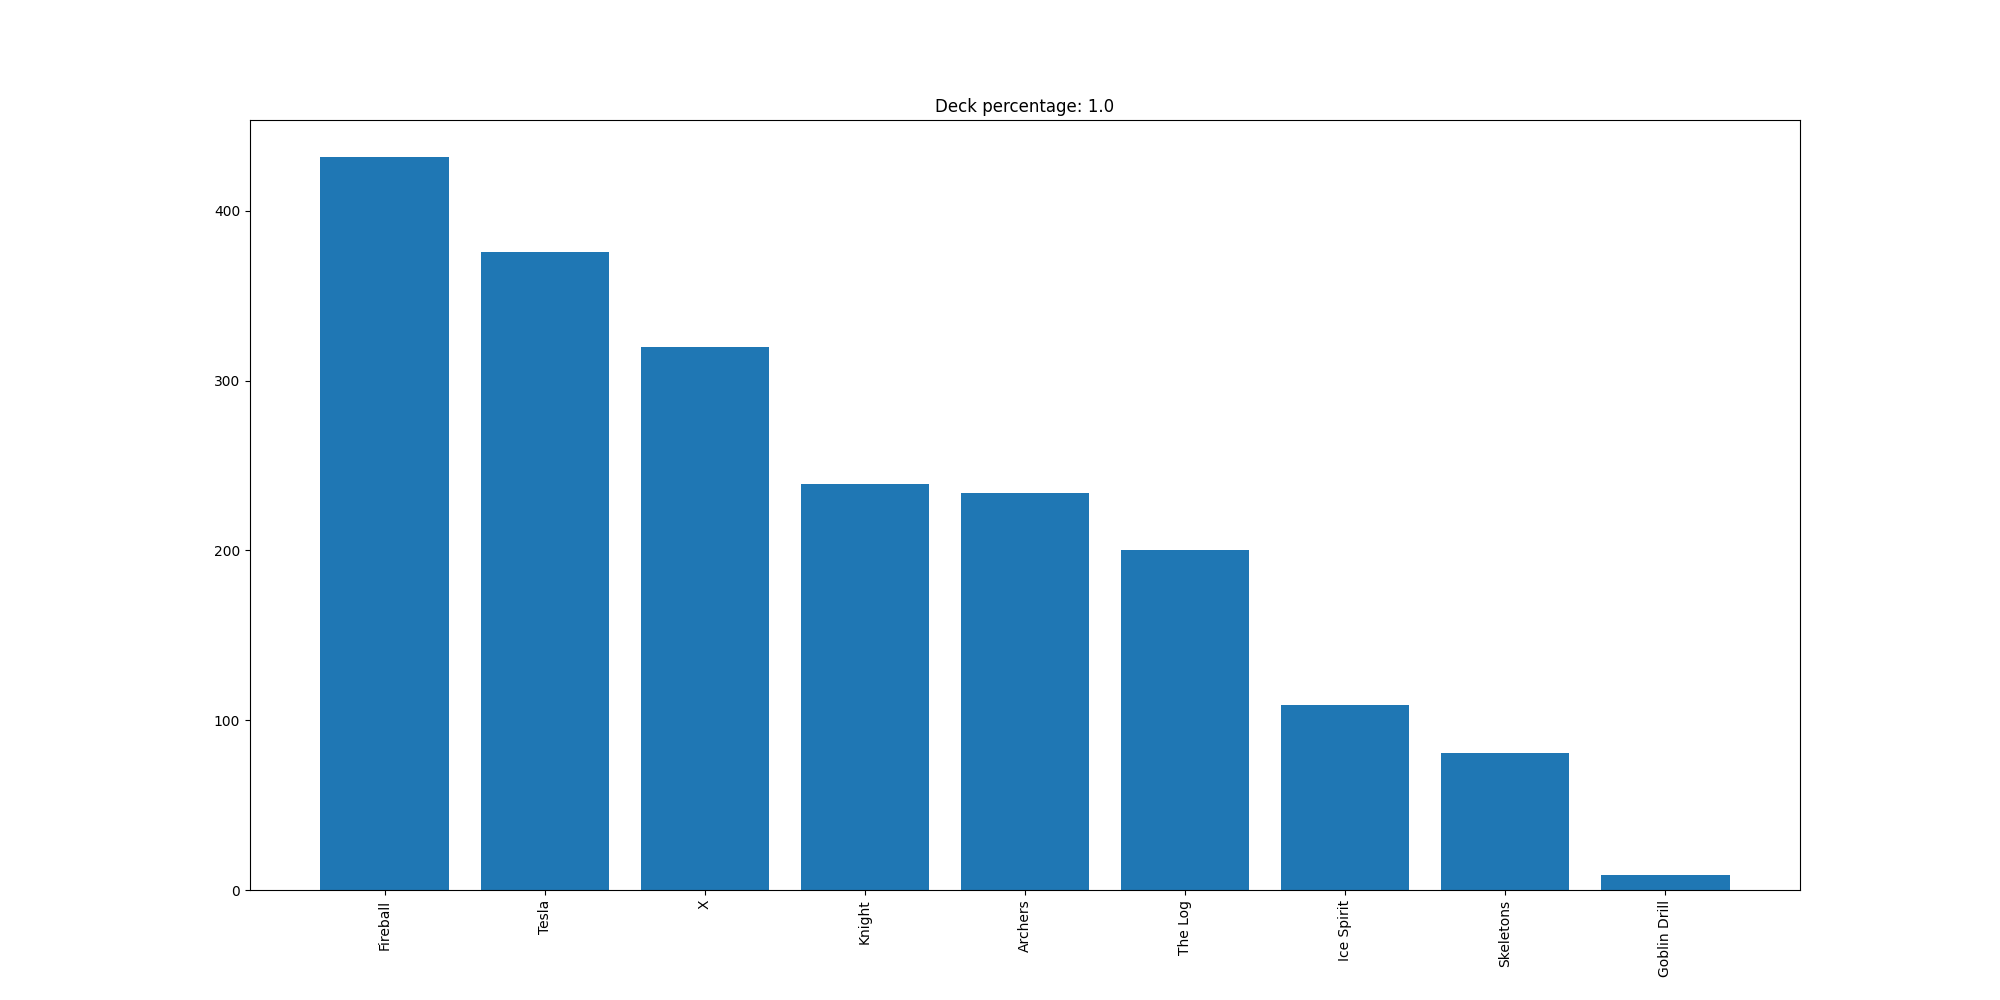 Deck percentage: 1.0
400
300
200
100
0
Fireball
Tesla
X
Knight
Archers
The Log
Ice Spirit
Skeletons
Goblin Drill